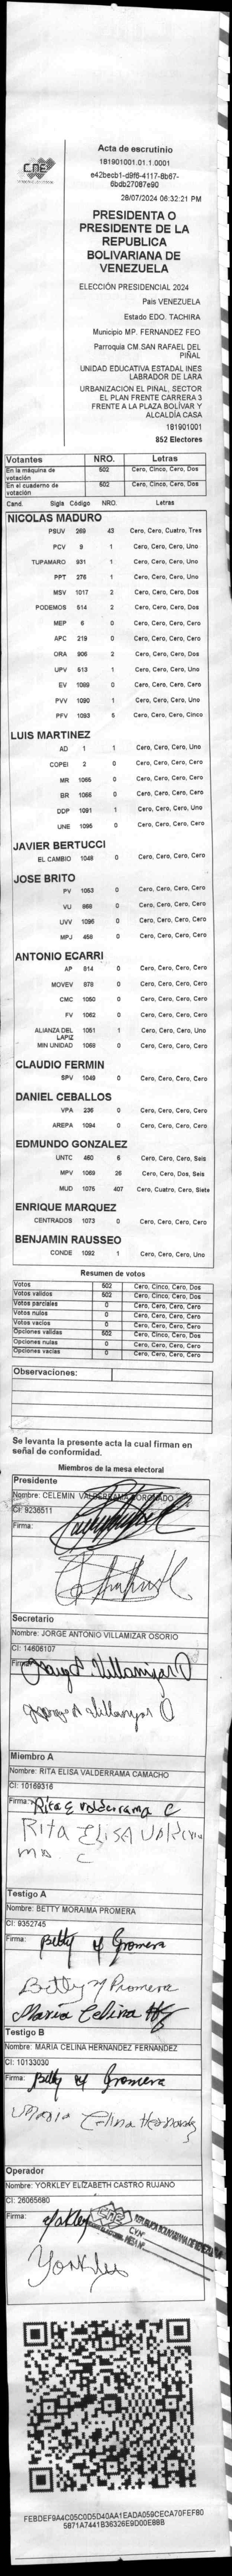 CNE
Acta de escrutinio
181901001.01.1.0001
e42becb1-d9f6-4117-8b67-
6bdb27087e90
28/07/2024 06:32:21 PM
PRESIDENTA O
PRESIDENTE DE LA
REPUBLICA
BOLIVARIANA DE
VENEZUELA
ELECCIÓN PRESIDENCIAL 2024
Pais VENEZUELA
Estado EDO. TACHIRA
Municipio MP. FERNANDEZ FEO
Parroquia CM.SAN RAFAEL DEL
PIÑAL
UNIDAD EDUCATIVA ESTADAL INES
LABRADOR DE LARA
URBANIZACION EL PIÑAL, SECTOR
EL PLAN FRENTE CARRERA 3
FRENTE A LA PLAZA BOLÍVAR Y
ALCALDÍA CASA
181901001
852 Electores
Votantes NRO. Letras
En la máquina de votación 502 Cero, Cinco, Cero, Dos
En el cuaderno de votación 502 Cero, Cinco, Cero, Dos
Cand. Sigla Código NRO. Letras
NICOLAS MADURO
PSUV 269 43 Cero, Cero, Cuatro, Tres
PCV 9 1 Cero, Cero, Cero, Uno
TUPAMARO 931 1 Cero, Cero, Cero, Uno
PPT 276 1 Cero, Cero, Cero, Uno
MSV 1017 2 Cero, Cero, Cero, Dos
PODEMOS 514 2 Cero, Cero, Cero, Dos
MEP 6 0 Cero, Cero, Cero, Cero
APC 219 0 Cero, Cero, Cero, Cero
ORA 906 2 Cero, Cero, Cero, Dos
UPV 613 1 Cero, Cero, Cero, Uno
EV 1089 0 Cero, Cero, Cero, Cero
PVV 1090 1 Cero, Cero, Cero, Uno
PFV 1093 5 Cero, Cero, Cero, Cinco
LUIS MARTINEZ
AD 1 1 Cero, Cero, Cero, Uno
COPEI 2 0 Cero, Cero, Cero, Cero
MR 1065 0 Cero, Cero, Cero, Cero
BR 1066 0 Cero, Cero, Cero, Cero
DDP 1091 1 Cero, Cero, Cero, Uno
UNE 1095 0 Cero, Cero, Cero, Cero
JAVIER BERTUCCI
EL CAMBIO 1048 0 Cero, Cero, Cero, Cero
JOSE BRITO
PV 1053 0 Cero, Cero, Cero, Cero
VU 868 0 Cero, Cero, Cero, Cero
UVV 1096 0 Cero, Cero, Cero, Cero
MPJ 458 0 Cero, Cero, Cero, Cero
ANTONIO ECARRI
AP 814 0 Cero, Cero, Cero, Cero
MOVEV 878 0 Cero, Cero, Cero, Cero
CMC 1050 0 Cero, Cero, Cero, Cero
FV 1062 0 Cero, Cero, Cero, Cero
ALIANZA DEL LAPIZ 1051 1 Cero, Cero, Cero, Uno
MIN UNIDAD 1068 0 Cero, Cero, Cero, Cero
CLAUDIO FERMIN
SPV 1049 0 Cero, Cero, Cero, Cero
DANIEL CEBALLOS
VPA 236 0 Cero, Cero, Cero, Cero
AREPA 1094 0 Cero, Cero, Cero, Cero
EDMUNDO GONZALEZ
UNTC 460 6 Cero, Cero, Cero, Seis
MPV 1069 26 Cero, Cero, Dos, Seis
MUD 1075 407 Cero, Cuatro, Cero, Siete
ENRIQUE MARQUEZ
CENTRADOS 1073 0 Cero, Cero, Cero, Cero
BENJAMIN RAUSSEO
CONDE 1092 1 Cero, Cero, Cero, Uno
Resumen de votos
Votos 502 Cero, Cinco, Cero, Dos
Votos validos 502 Cero, Cinco, Cero, Dos
Votos parciales 0 Cero, Cero, Cero, Cero
Votos nulos 0 Cero, Cero, Cero, Cero
Votos vacios 0 Cero, Cero, Cero, Cero
Opciones validas 502 Cero, Cinco, Cero, Dos
Opciones nulas 0 Cero, Cero, Cero, Cero
Opciones vacias 0 Cero, Cero, Cero, Cero
Observaciones:
Se levanta la presente acta la cual firman en
señal de conformidad.
Miembros de la mesa electoral
Presidente
Nombre: CELEMIN VALDERRAMA CORONADO
CI: 9236511
Firma:
Secretario
Nombre: JORGE ANTONIO VILLAMIZAR OSORIO
CI: 14606107
Firma:
Miembro A
Nombre: RITA ELISA VALDERRAMA CAMACHO
CI: 10169316
Firma: Rita E Valderrama C
Rita Elisa Valderra
ma C
Testigo A
Nombre: BETTY MORAIMA PROMERA
CI: 9352745
Firma: Betty M Promera
Betty M Promera
Maria Celina
Testigo B
Nombre: MARIA CELINA HERNANDEZ FERNANDEZ
CI: 10133030
Firma: Betty M Promera
Maria Celina Hernandez
Operador
Nombre: YORKLEY ELIZABETH CASTRO RUJANO
CI: 26065680
Firma: Yorkley
CNE REPUBLICA BOLIVARIANA DE VENEZUELA
Yorkley
FEBDEF9A4C05C0D5D40AA1EADA059CECA70FEF80
5871A7441B36326E9D00E88B